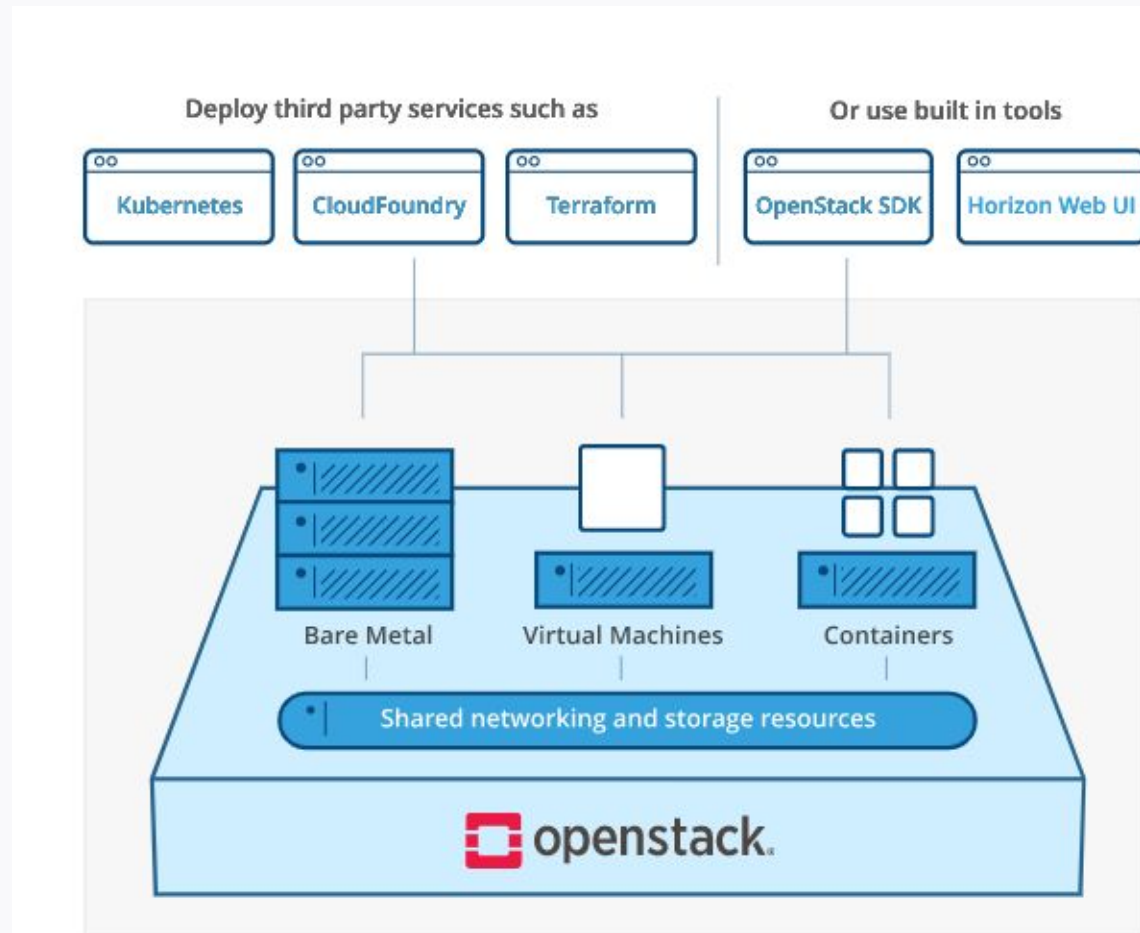 Deploy third party services such as
Or use built in tools
Kubernetes
CloudFoundry
Terraform
OpenStack SDK
Horizon Web UI
Bare Metal
Virtual Machines
Containers
Shared networking and storage resources
openstack.